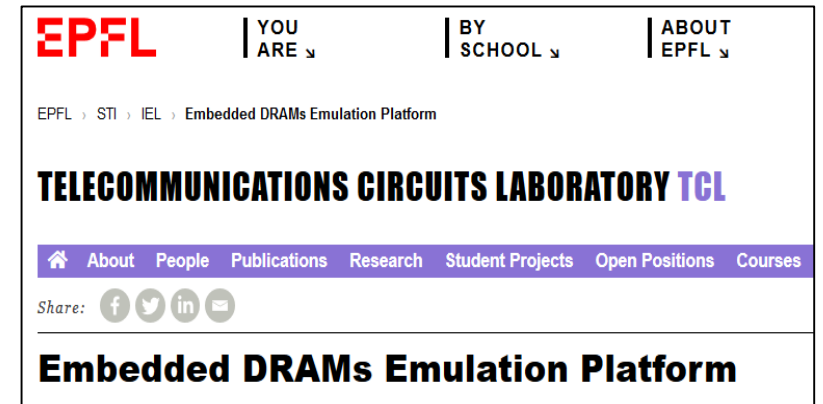 EPFL YOU ARE ↘ BY SCHOOL ↘ ABOUT EPFL ↘
EPFL › STI › IEL › Embedded DRAMs Emulation Platform
TELECOMMUNICATIONS CIRCUITS LABORATORY TCL
About People Publications Research Student Projects Open Positions Courses
Share: f in
Embedded DRAMs Emulation Platform